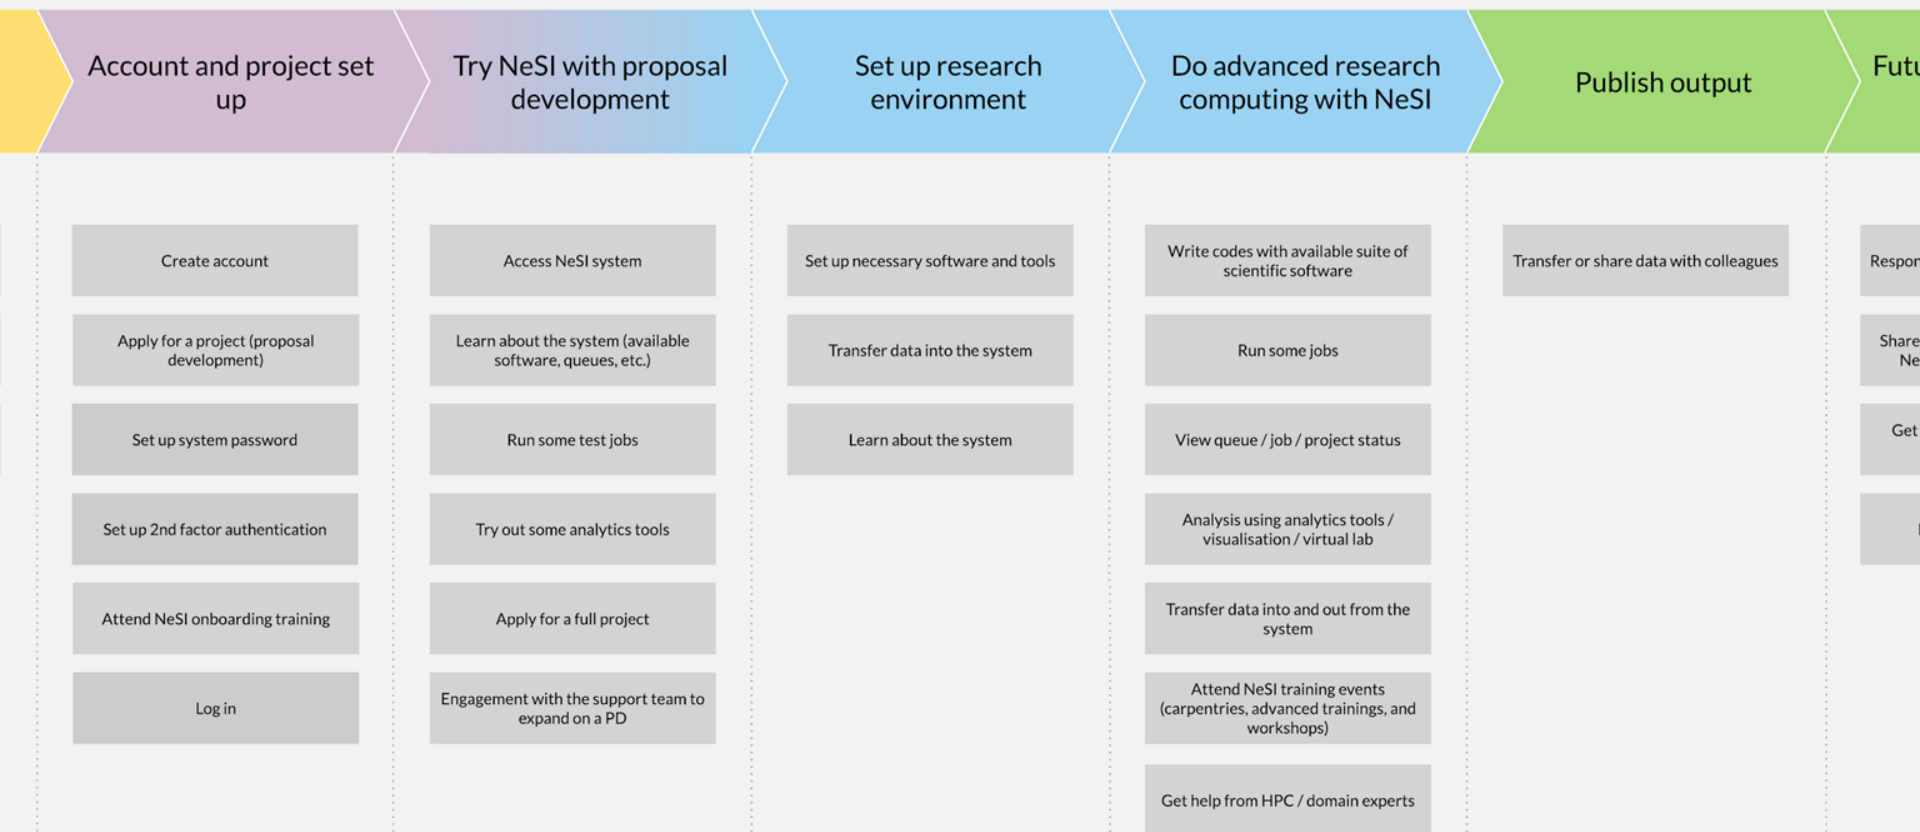 Account and project set
up
Try NeSI with proposal
development
Set up research
environment
Do advanced research
computing with NeSI
Publish output
Create account
Apply for a project (proposal
development)
Set up system password
Set up 2nd factor authentication
Attend NeSI onboarding training
Log in
Access NeSI system
Learn about the system (available
software, queues, etc.)
Run some test jobs
Try out some analytics tools
Apply for a full project
Engagement with the support team to
expand on a PD
Set up necessary software and tools
Transfer data into the system
Learn about the system
Write codes with available suite of
scientific software
Run some jobs
View queue / job / project status
Analysis using analytics tools /
visualisation / virtual lab
Transfer data into and out from the
system
Attend NeSI training events
(carpentries, advanced trainings, and
workshops)
Get help from HPC / domain experts
Transfer or share data with colleagues
Share
Get